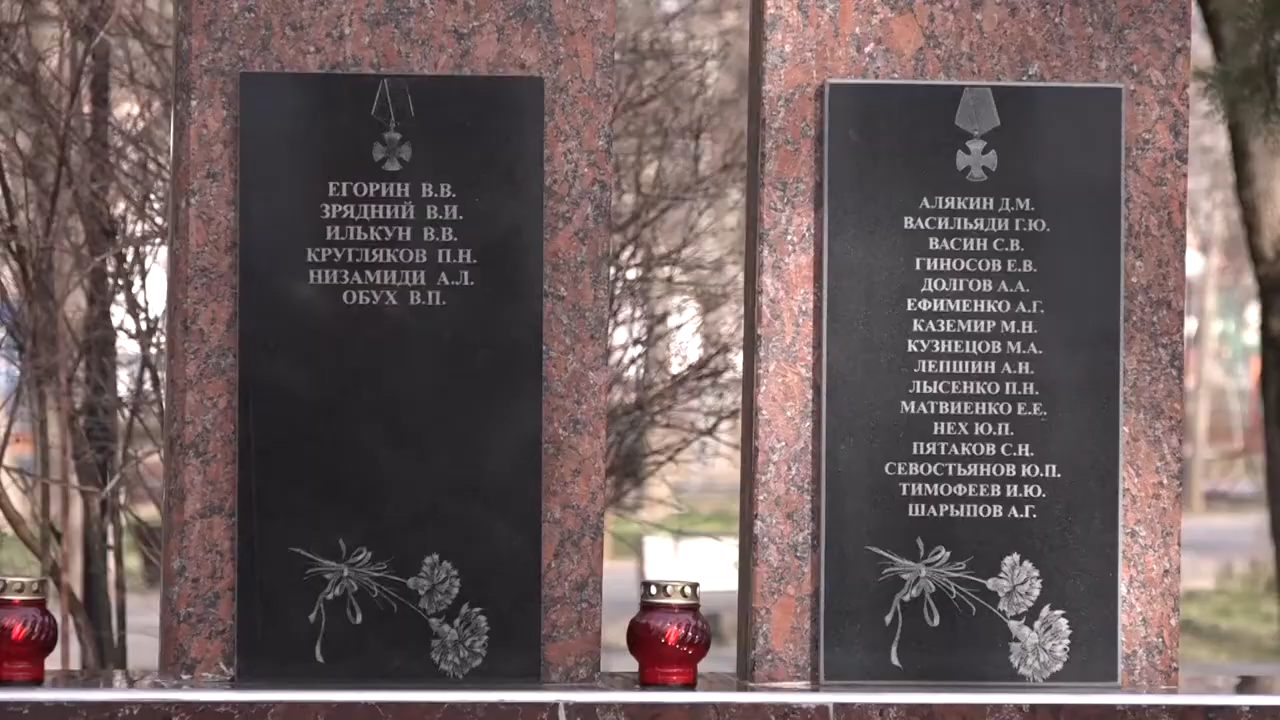 ЕГОРИН В.В.
ЗРЯДНИЙ В.И.
ИЛЬКУН В.В.
КРУГЛЯКОВ П.Н.
НИЗАМИДИ А.Л.
ОБУХ В.П.
АЛЯКИН Д.М.
ВАСИЛЬЯДИ Г.Ю.
ВАСИН С.В.
ГИНОСОВ Е.В.
ДОЛГОВ А.А.
ЕФИМЕНКО А.Г.
КАЗЕМИР М.Н.
КУЗНЕЦОВ М.А.
ЛЕПШИН А.Н.
ЛЫСЕНКО П.Н.
МАТВИЕНКО Е.Е.
НЕХ Ю.П.
ПЯТАКОВ С.Н.
СЕВОСТЬЯНОВ Ю.П.
ТИМОФЕЕВ И.Ю.
ШАРЫПОВ А.Г.